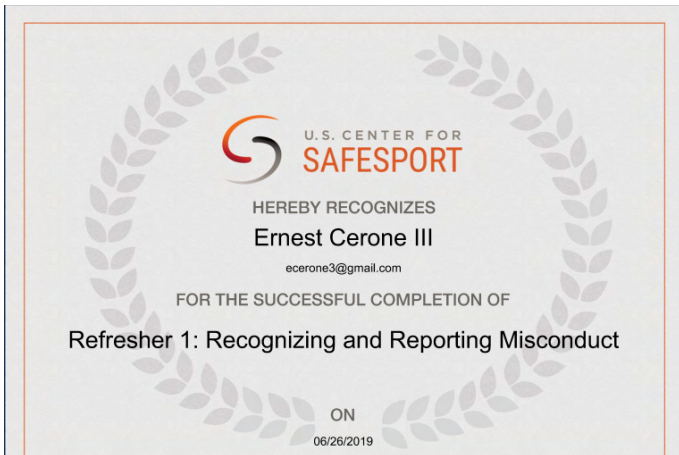 U.S. CENTER FOR
SAFESPORT
HEREBY RECOGNIZES
Ernest Cerone III
ecerone3@gmail.com
FOR THE SUCCESSFUL COMPLETION OF
Refresher 1: Recognizing and Reporting Misconduct
ON
06/26/2019